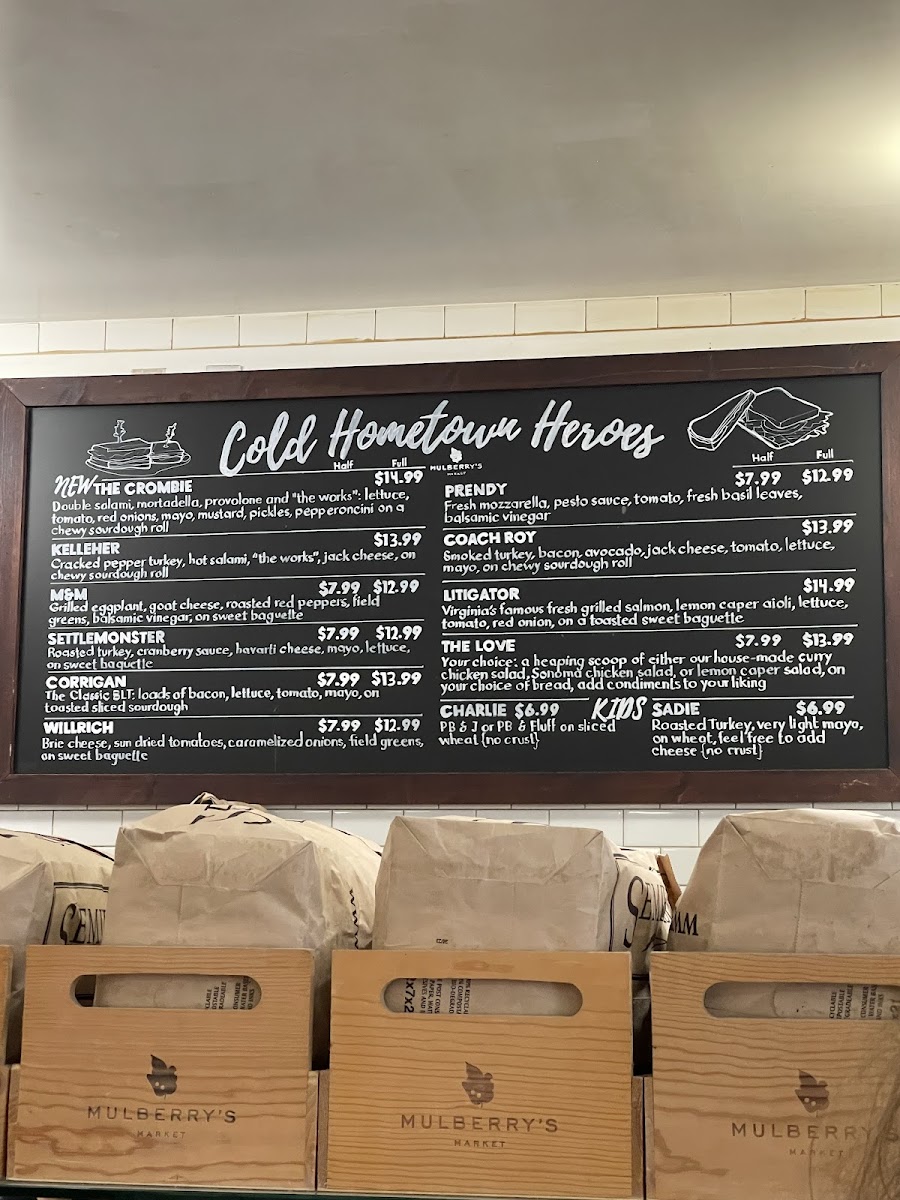 Cold Hometown Heroes
MULBERRY'S
MARKET
Half Full
NEW THE CROMBIE $14.99
Double salami, mortadella, provolone and "the works": lettuce,
tomato, red onions, mayo, mustard, pickles, pepperoncini on a
chewy sourdough roll
KELLEHER $13.99
Cracked pepper turkey, hot salami, "the works", jack cheese, on
chewy sourdough roll
M&M $7.99 $12.99
Grilled eggplant, goat cheese, roasted red peppers, field
greens, balsamic vinegar, on sweet baguette
SETTLEMONSTER $7.99 $12.99
Roasted turkey, cranberry sauce, havarti cheese, mayo, lettuce,
on sweet baguette
CORRIGAN $7.99 $13.99
The Classic BLT: loads of bacon, lettuce, tomato, mayo, on
toasted sliced sourdough
WILLRICH $7.99 $12.99
Brie cheese, sun dried tomatoes, caramelized onions, field greens,
on sweet baguette
Half Full
PRENDY $7.99 $12.99
Fresh mozzarella, pesto sauce, tomato, fresh basil leaves,
balsamic vinegar
COACH ROY $13.99
Smoked turkey, bacon, avocado, jack cheese, tomato, lettuce,
mayo, on chewy sourdough roll
LITIGATOR $14.99
Virginia's famous fresh grilled salmon, lemon caper aioli, lettuce,
tomato, red onion, on a toasted sweet baguette
THE LOVE $7.99 $13.99
Your choice: a heaping scoop of either our house-made curry
chicken salad, Sonoma chicken salad, or lemon caper salad, on
your choice of bread, add condiments to your liking
KIDS
CHARLIE $6.99
PB & J or PB & Fluff on sliced
wheat {no crust}
SADIE $6.99
Roasted Turkey, very light mayo,
on wheat, feel free to add
cheese {no crust}
MULBERRY'S
MARKET
MULBERRY'S
MARKET
MULBERRY'S
MARKET